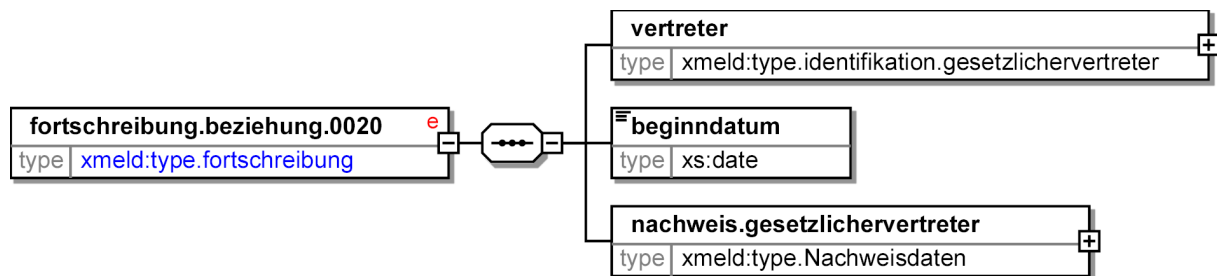 vertreter
type xmeld:type.identifikation.gesetzlichervertreter
fortschreibung.beziehung.0020 e
type xmeld:type.fortschreibung
beginndatum
type xs:date
nachweis.gesetzlichervertreter
type xmeld:type.Nachweisdaten